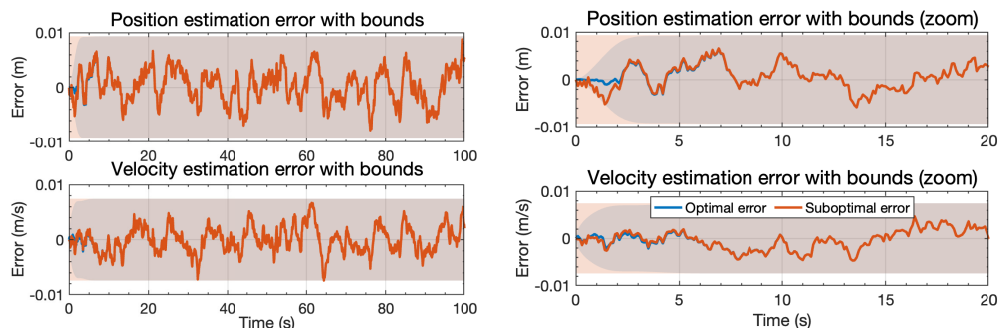 Position estimation error with bounds
0.01
0
-0.01
Error (m)
0 20 40 60 80 100
Velocity estimation error with bounds
0.01
0
-0.01
Error (m/s)
0 20 40 60 80 100
Time (s)
Position estimation error with bounds (zoom)
0.01
0
-0.01
Error (m)
0 5 10 15 20
Velocity estimation error with bounds (zoom)
0.01
0
-0.01
Error (m/s)
Optimal error Suboptimal error
0 5 10 15 20
Time (s)